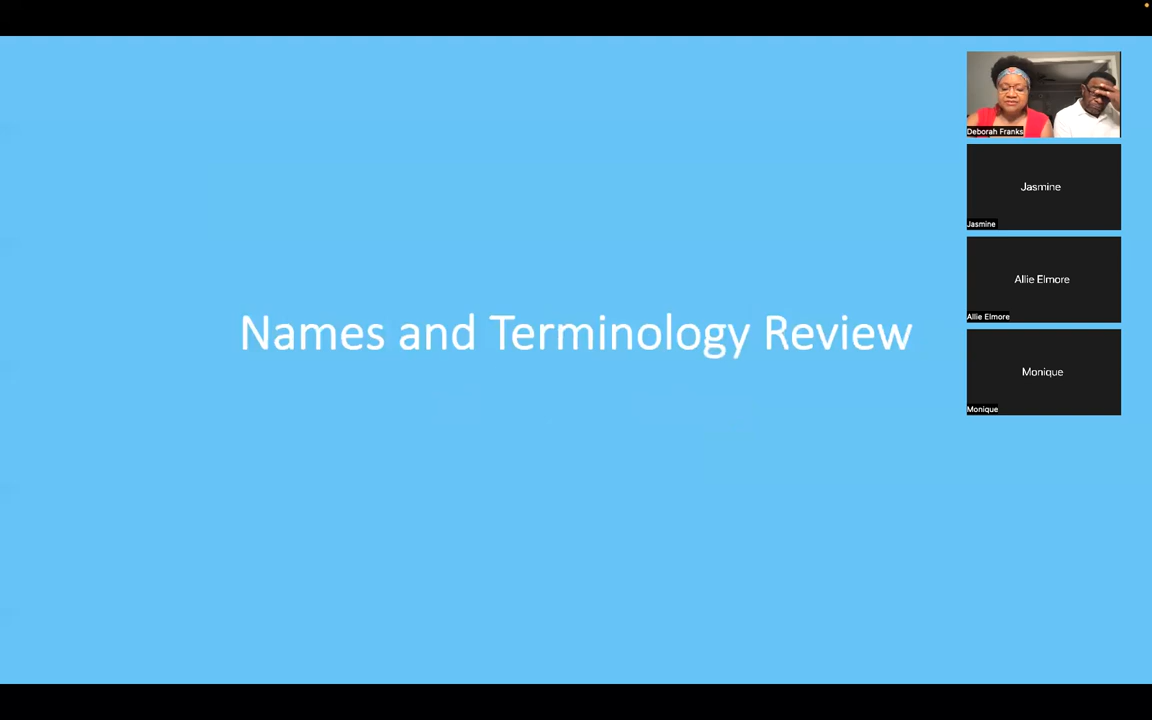 Names and Terminology Review
Deborah Franks
Jasmine
Jasmine
Allie Elmore
Allie Elmore
Monique
Monique